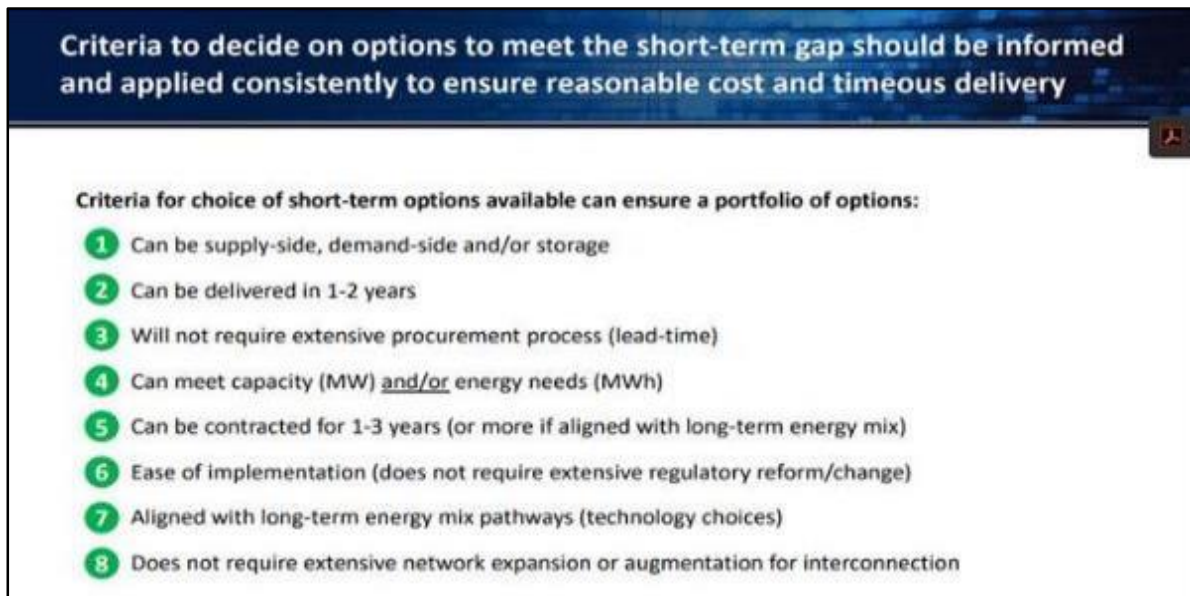 Criteria to decide on options to meet the short-term gap should be informed
and applied consistently to ensure reasonable cost and timeous delivery
Criteria for choice of short-term options available can ensure a portfolio of options:
1 Can be supply-side, demand-side and/or storage
2 Can be delivered in 1-2 years
3 Will not require extensive procurement process (lead-time)
4 Can meet capacity (MW) and/or energy needs (MWh)
5 Can be contracted for 1-3 years (or more if aligned with long-term energy mix)
6 Ease of implementation (does not require extensive regulatory reform/change)
7 Aligned with long-term energy mix pathways (technology choices)
8 Does not require extensive network expansion or augmentation for interconnection